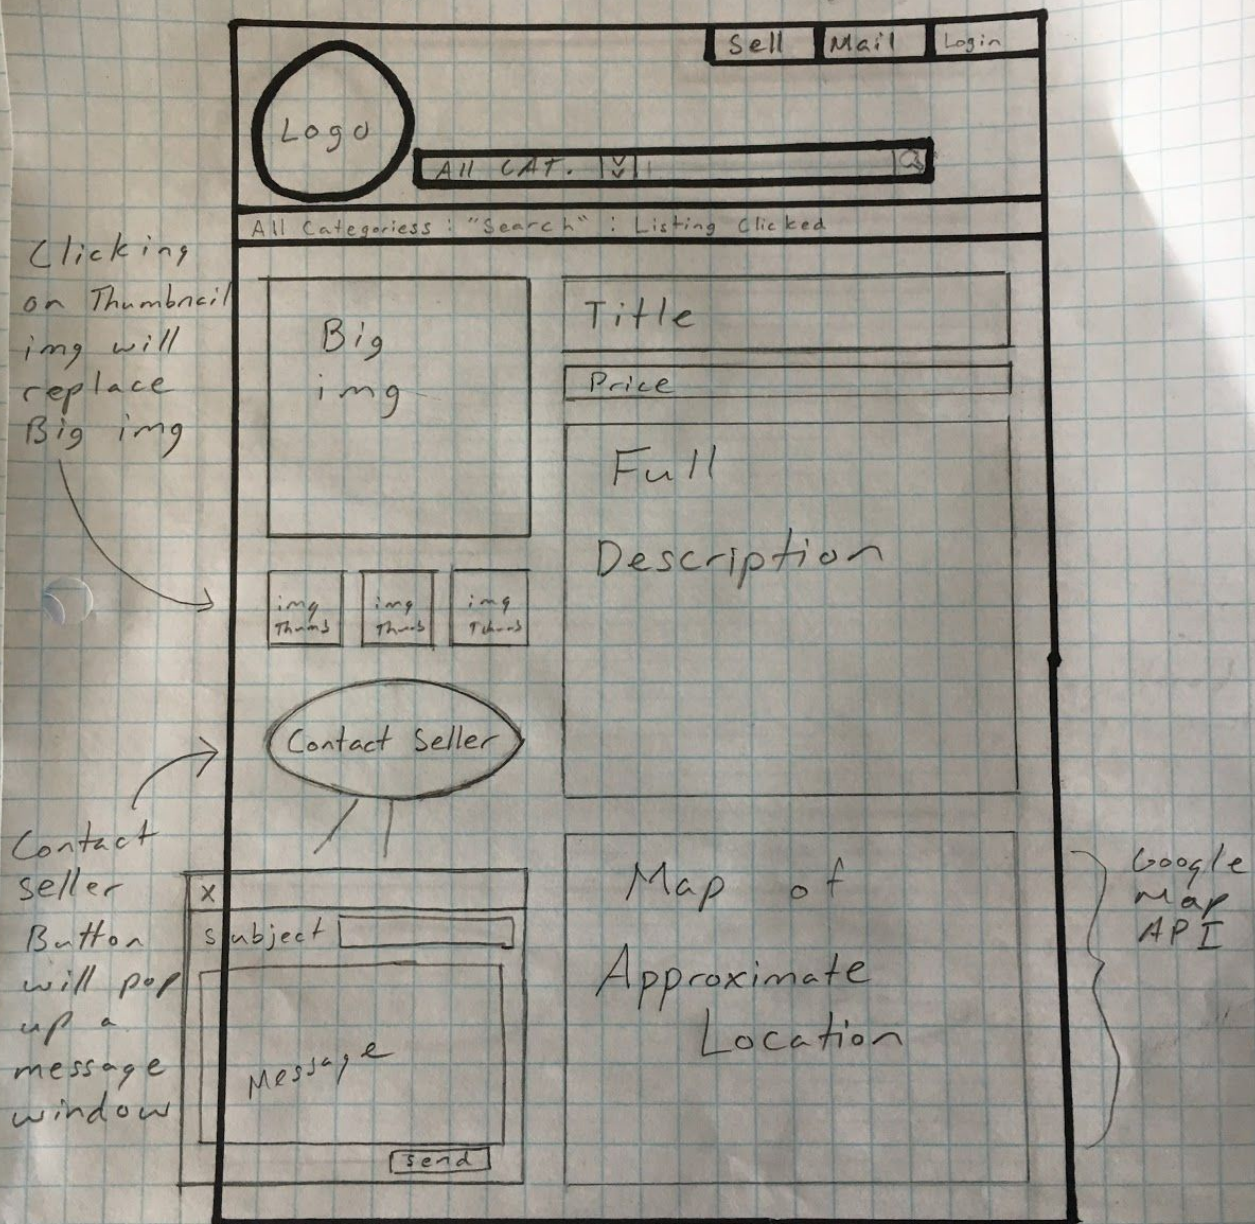 Sell Mail Login
Logo
All CAT.
All Categoriess : "Search" : Listing Clicked
Clicking
on Thumbnail
img will
replace
Big img
Big
img
Title
Price
Full
Description
img
Thumb
img
Thumb
img
Thumb
Contact Seller
Contact
seller
Button
will pop
up a
message
window
X
Subject
Message
Send
Map of
Approximate
Location
Google
Map
API